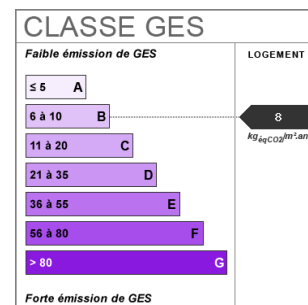 CLASSE GES
Faible émission de GES
LOGEMENT
≤ 5 A
6 à 10 B
8
kgéqCO2/m².an
11 à 20 C
21 à 35 D
36 à 55 E
56 à 80 F
> 80 G
Forte émission de GES